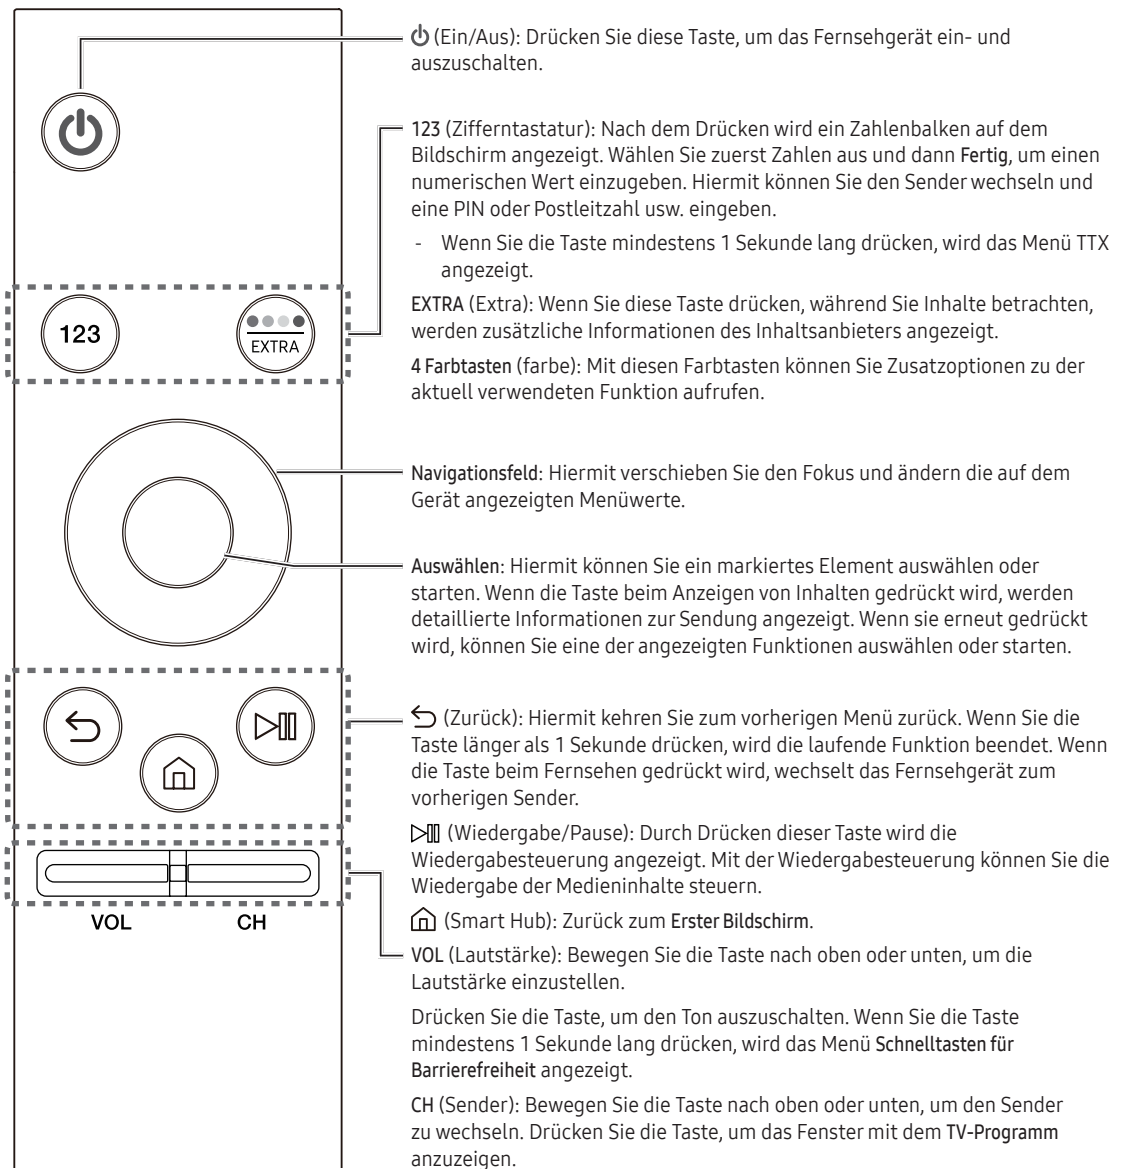 (Ein/Aus): Drücken Sie diese Taste, um das Fernsehgerät ein- und
auszuschalten.
123 (Zifferntastatur): Nach dem Drücken wird ein Zahlenbalken auf dem
Bildschirm angezeigt. Wählen Sie zuerst Zahlen aus und dann Fertig, um einen
numerischen Wert einzugeben. Hiermit können Sie den Sender wechseln und
eine PIN oder Postleitzahl usw. eingeben.
- Wenn Sie die Taste mindestens 1 Sekunde lang drücken, wird das Menü TTX
angezeigt.
EXTRA (Extra): Wenn Sie diese Taste drücken, während Sie Inhalte betrachten,
werden zusätzliche Informationen des Inhaltsanbieters angezeigt.
4 Farbtasten (farbe): Mit diesen Farbtasten können Sie Zusatzoptionen zu der
aktuell verwendeten Funktion aufrufen.
123
EXTRA
Navigationsfeld: Hiermit verschieben Sie den Fokus und ändern die auf dem
Gerät angezeigten Menüwerte.
Auswählen: Hiermit können Sie ein markiertes Element auswählen oder
starten. Wenn die Taste beim Anzeigen von Inhalten gedrückt wird, werden
detaillierte Informationen zur Sendung angezeigt. Wenn sie erneut gedrückt
wird, können Sie eine der angezeigten Funktionen auswählen oder starten.
(Zurück): Hiermit kehren Sie zum vorherigen Menü zurück. Wenn Sie die
Taste länger als 1 Sekunde drücken, wird die laufende Funktion beendet. Wenn
die Taste beim Fernsehen gedrückt wird, wechselt das Fernsehgerät zum
vorherigen Sender.
(Wiedergabe/Pause): Durch Drücken dieser Taste wird die
Wiedergabesteuerung angezeigt. Mit der Wiedergabesteuerung können Sie die
Wiedergabe der Medieninhalte steuern.
(Smart Hub): Zurück zum Erster Bildschirm.
VOL
CH
VOL (Lautstärke): Bewegen Sie die Taste nach oben oder unten, um die
Lautstärke einzustellen.
Drücken Sie die Taste, um den Ton auszuschalten. Wenn Sie die Taste
mindestens 1 Sekunde lang drücken, wird das Menü Schnelltasten für
Barrierefreiheit angezeigt.
CH (Sender): Bewegen Sie die Taste nach oben oder unten, um den Sender
zu wechseln. Drücken Sie die Taste, um das Fenster mit dem TV-Programm
anzuzeigen.